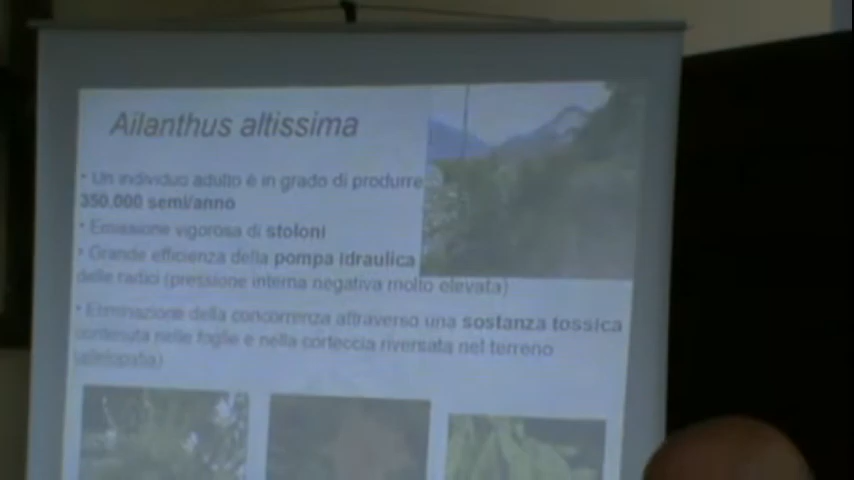 Ailanthus altissima
• Un individuo adulto è in grado di produrre
350.000 semi/anno
• Emissione vigorosa di stoloni
• Grande efficienza della pompa idraulica
delle radici (pressione interna negativa molto elevata)
• Eliminazione della concorrenza attraverso una sostanza tossica
contenuta nelle foglie e nella corteccia riversata nel terreno
(allelopatia)